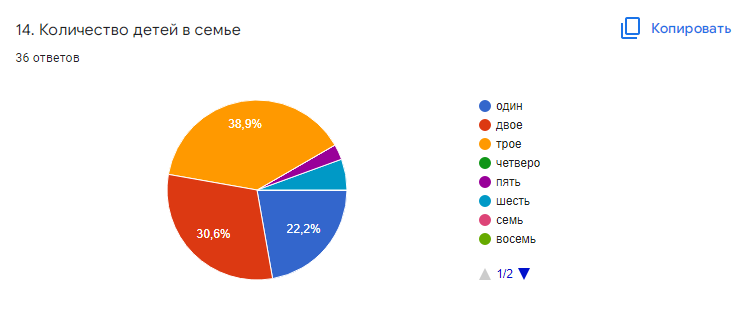 14. Количество детей в семье
Копировать
36 ответов
38,9%
30,6%
22,2%
один
двое
трое
четверо
пять
шесть
семь
восемь
1/2